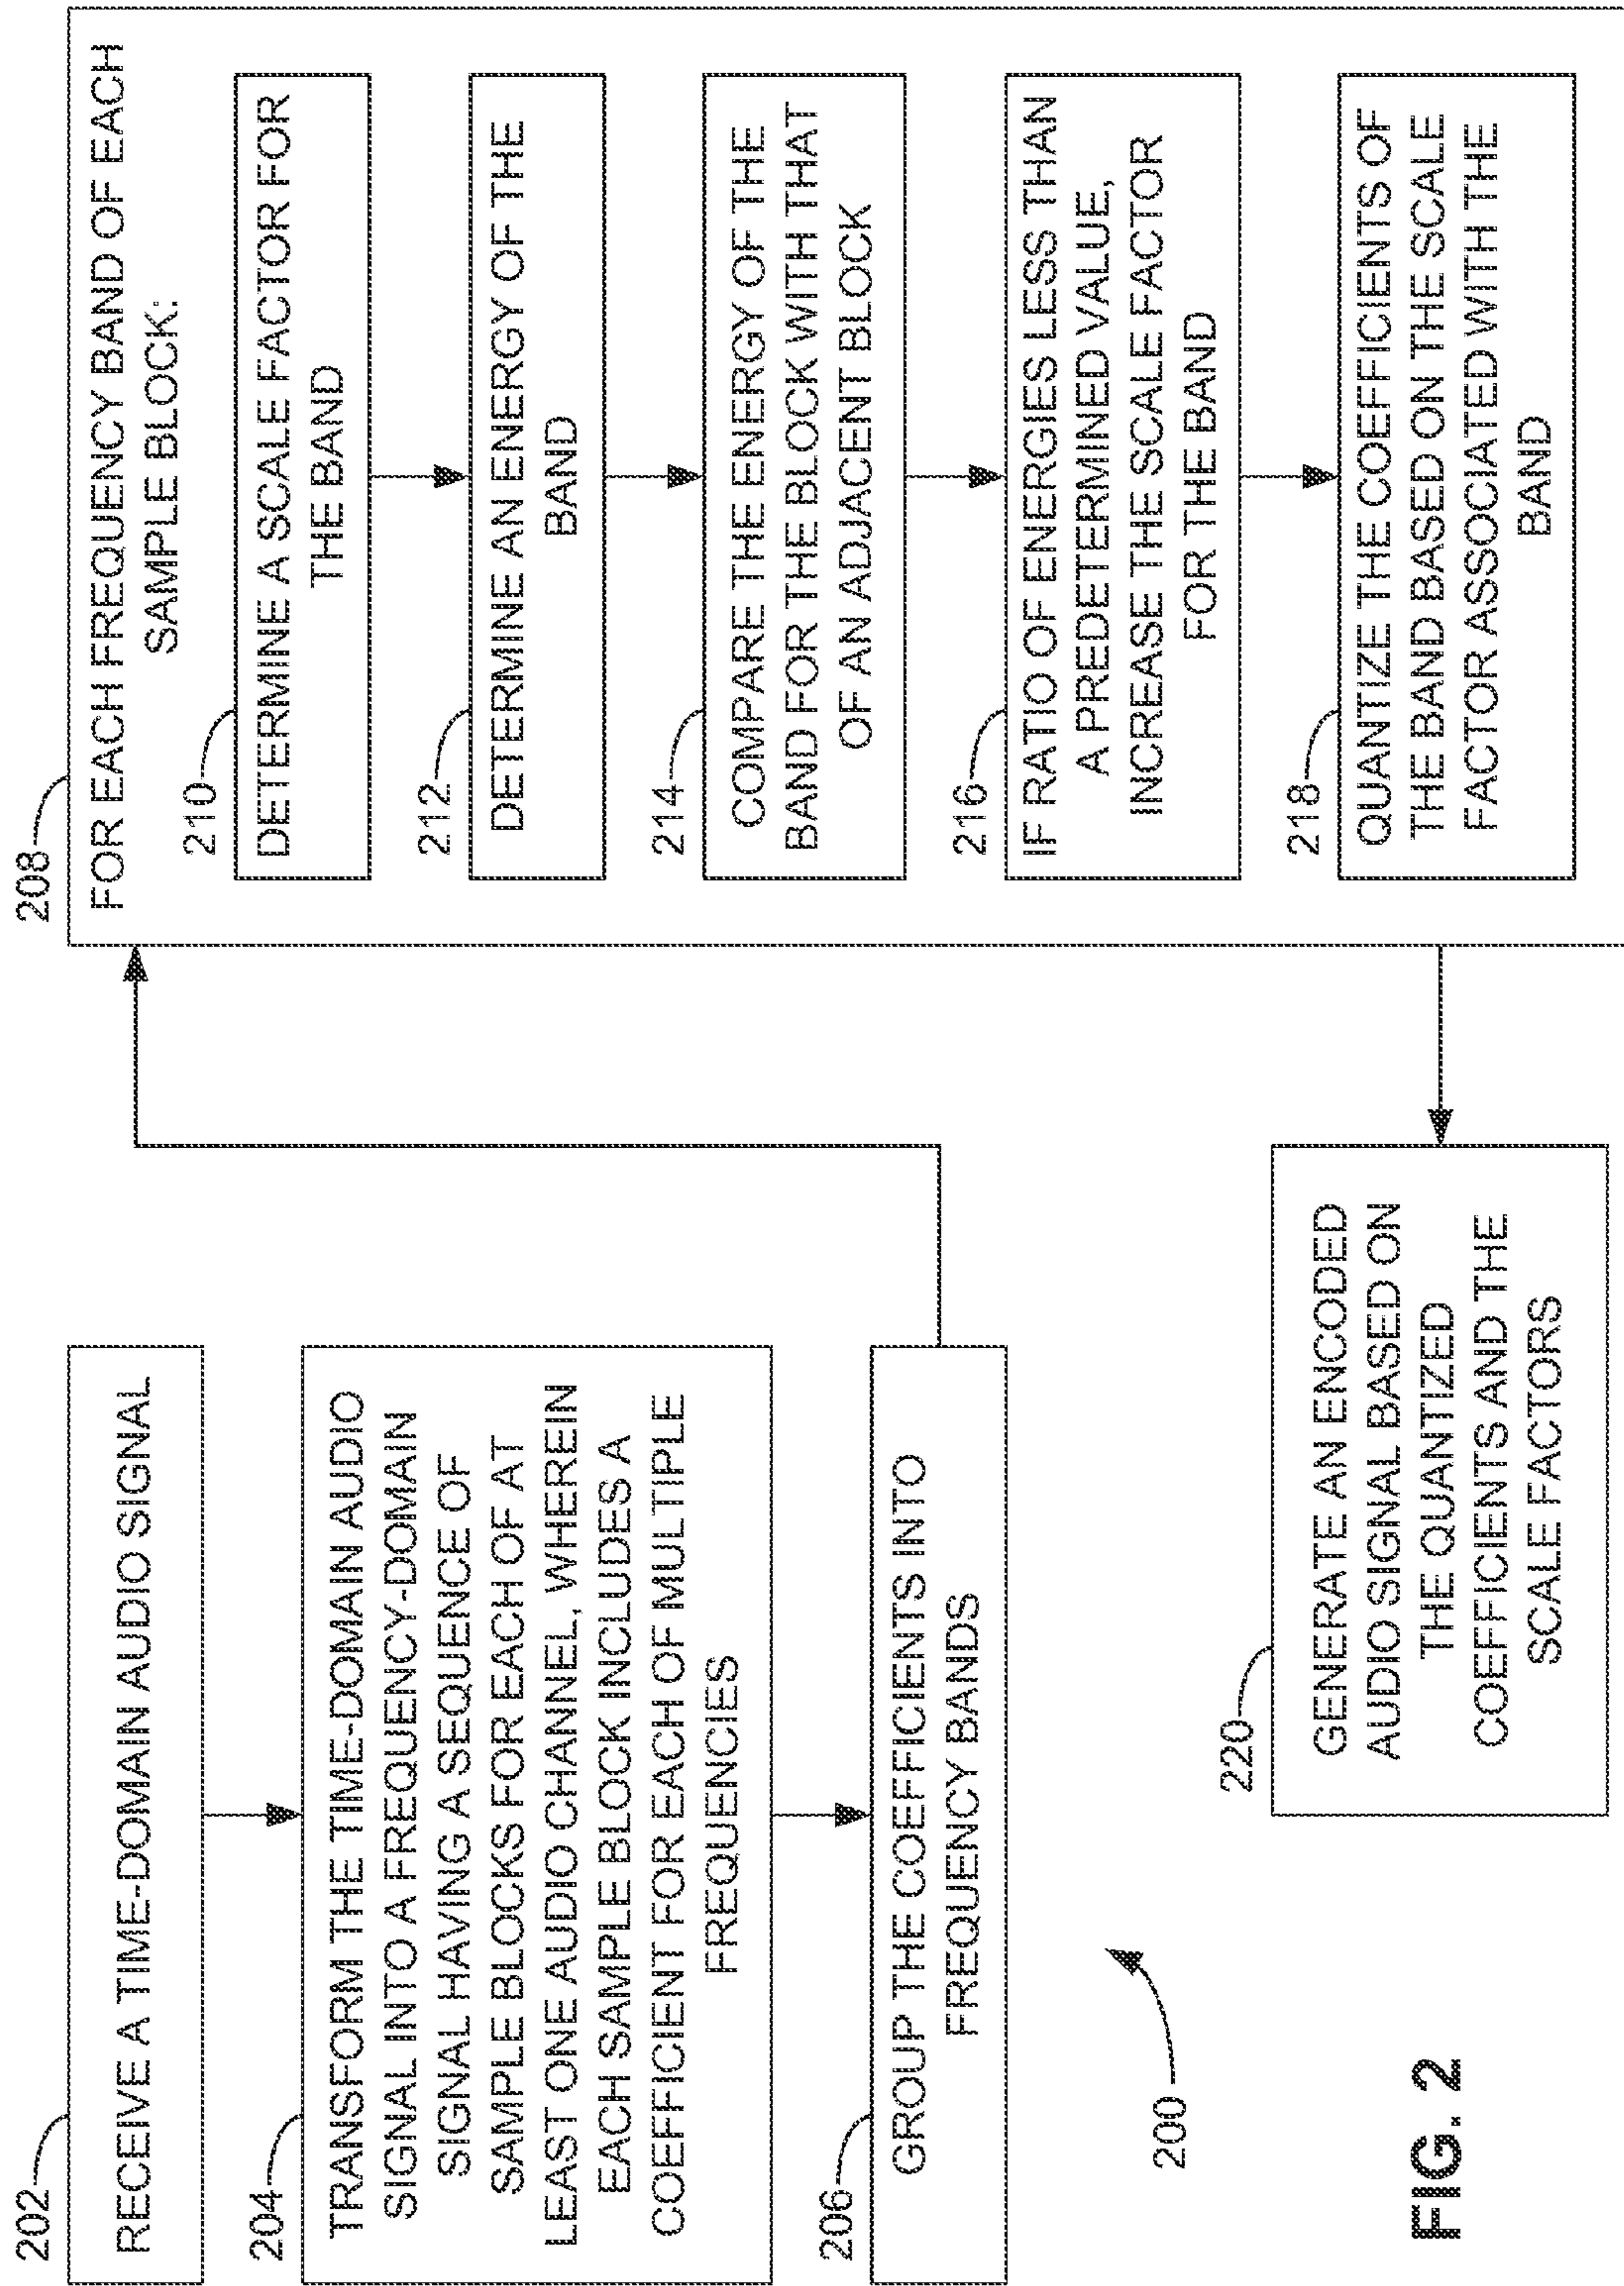 202
RECEIVE A TIME-DOMAIN AUDIO SIGNAL
204
TRANSFORM THE TIME-DOMAIN AUDIO
SIGNAL INTO A FREQUENCY-DOMAIN
SIGNAL HAVING A SEQUENCE OF
SAMPLE BLOCKS FOR EACH OF AT
LEAST ONE AUDIO CHANNEL, WHEREIN
EACH SAMPLE BLOCK INCLUDES A
COEFFICIENT FOR EACH OF MULTIPLE
FREQUENCIES
206
GROUP THE COEFFICIENTS INTO
FREQUENCY BANDS
208
FOR EACH FREQUENCY BAND OF EACH
SAMPLE BLOCK:
210
DETERMINE A SCALE FACTOR FOR
THE BAND
212
DETERMINE AN ENERGY OF THE
BAND
214
COMPARE THE ENERGY OF THE
BAND FOR THE BLOCK WITH THAT
OF AN ADJACENT BLOCK
216
IF RATIO OF ENERGIES LESS THAN
A PREDETERMINED VALUE,
INCREASE THE SCALE FACTOR
FOR THE BAND
218
QUANTIZE THE COEFFICIENTS OF
THE BAND BASED ON THE SCALE
FACTOR ASSOCIATED WITH THE
BAND
220
GENERATE AN ENCODED
AUDIO SIGNAL BASED ON
THE QUANTIZED
COEFFICIENTS AND THE
SCALE FACTORS
200
FIG. 2